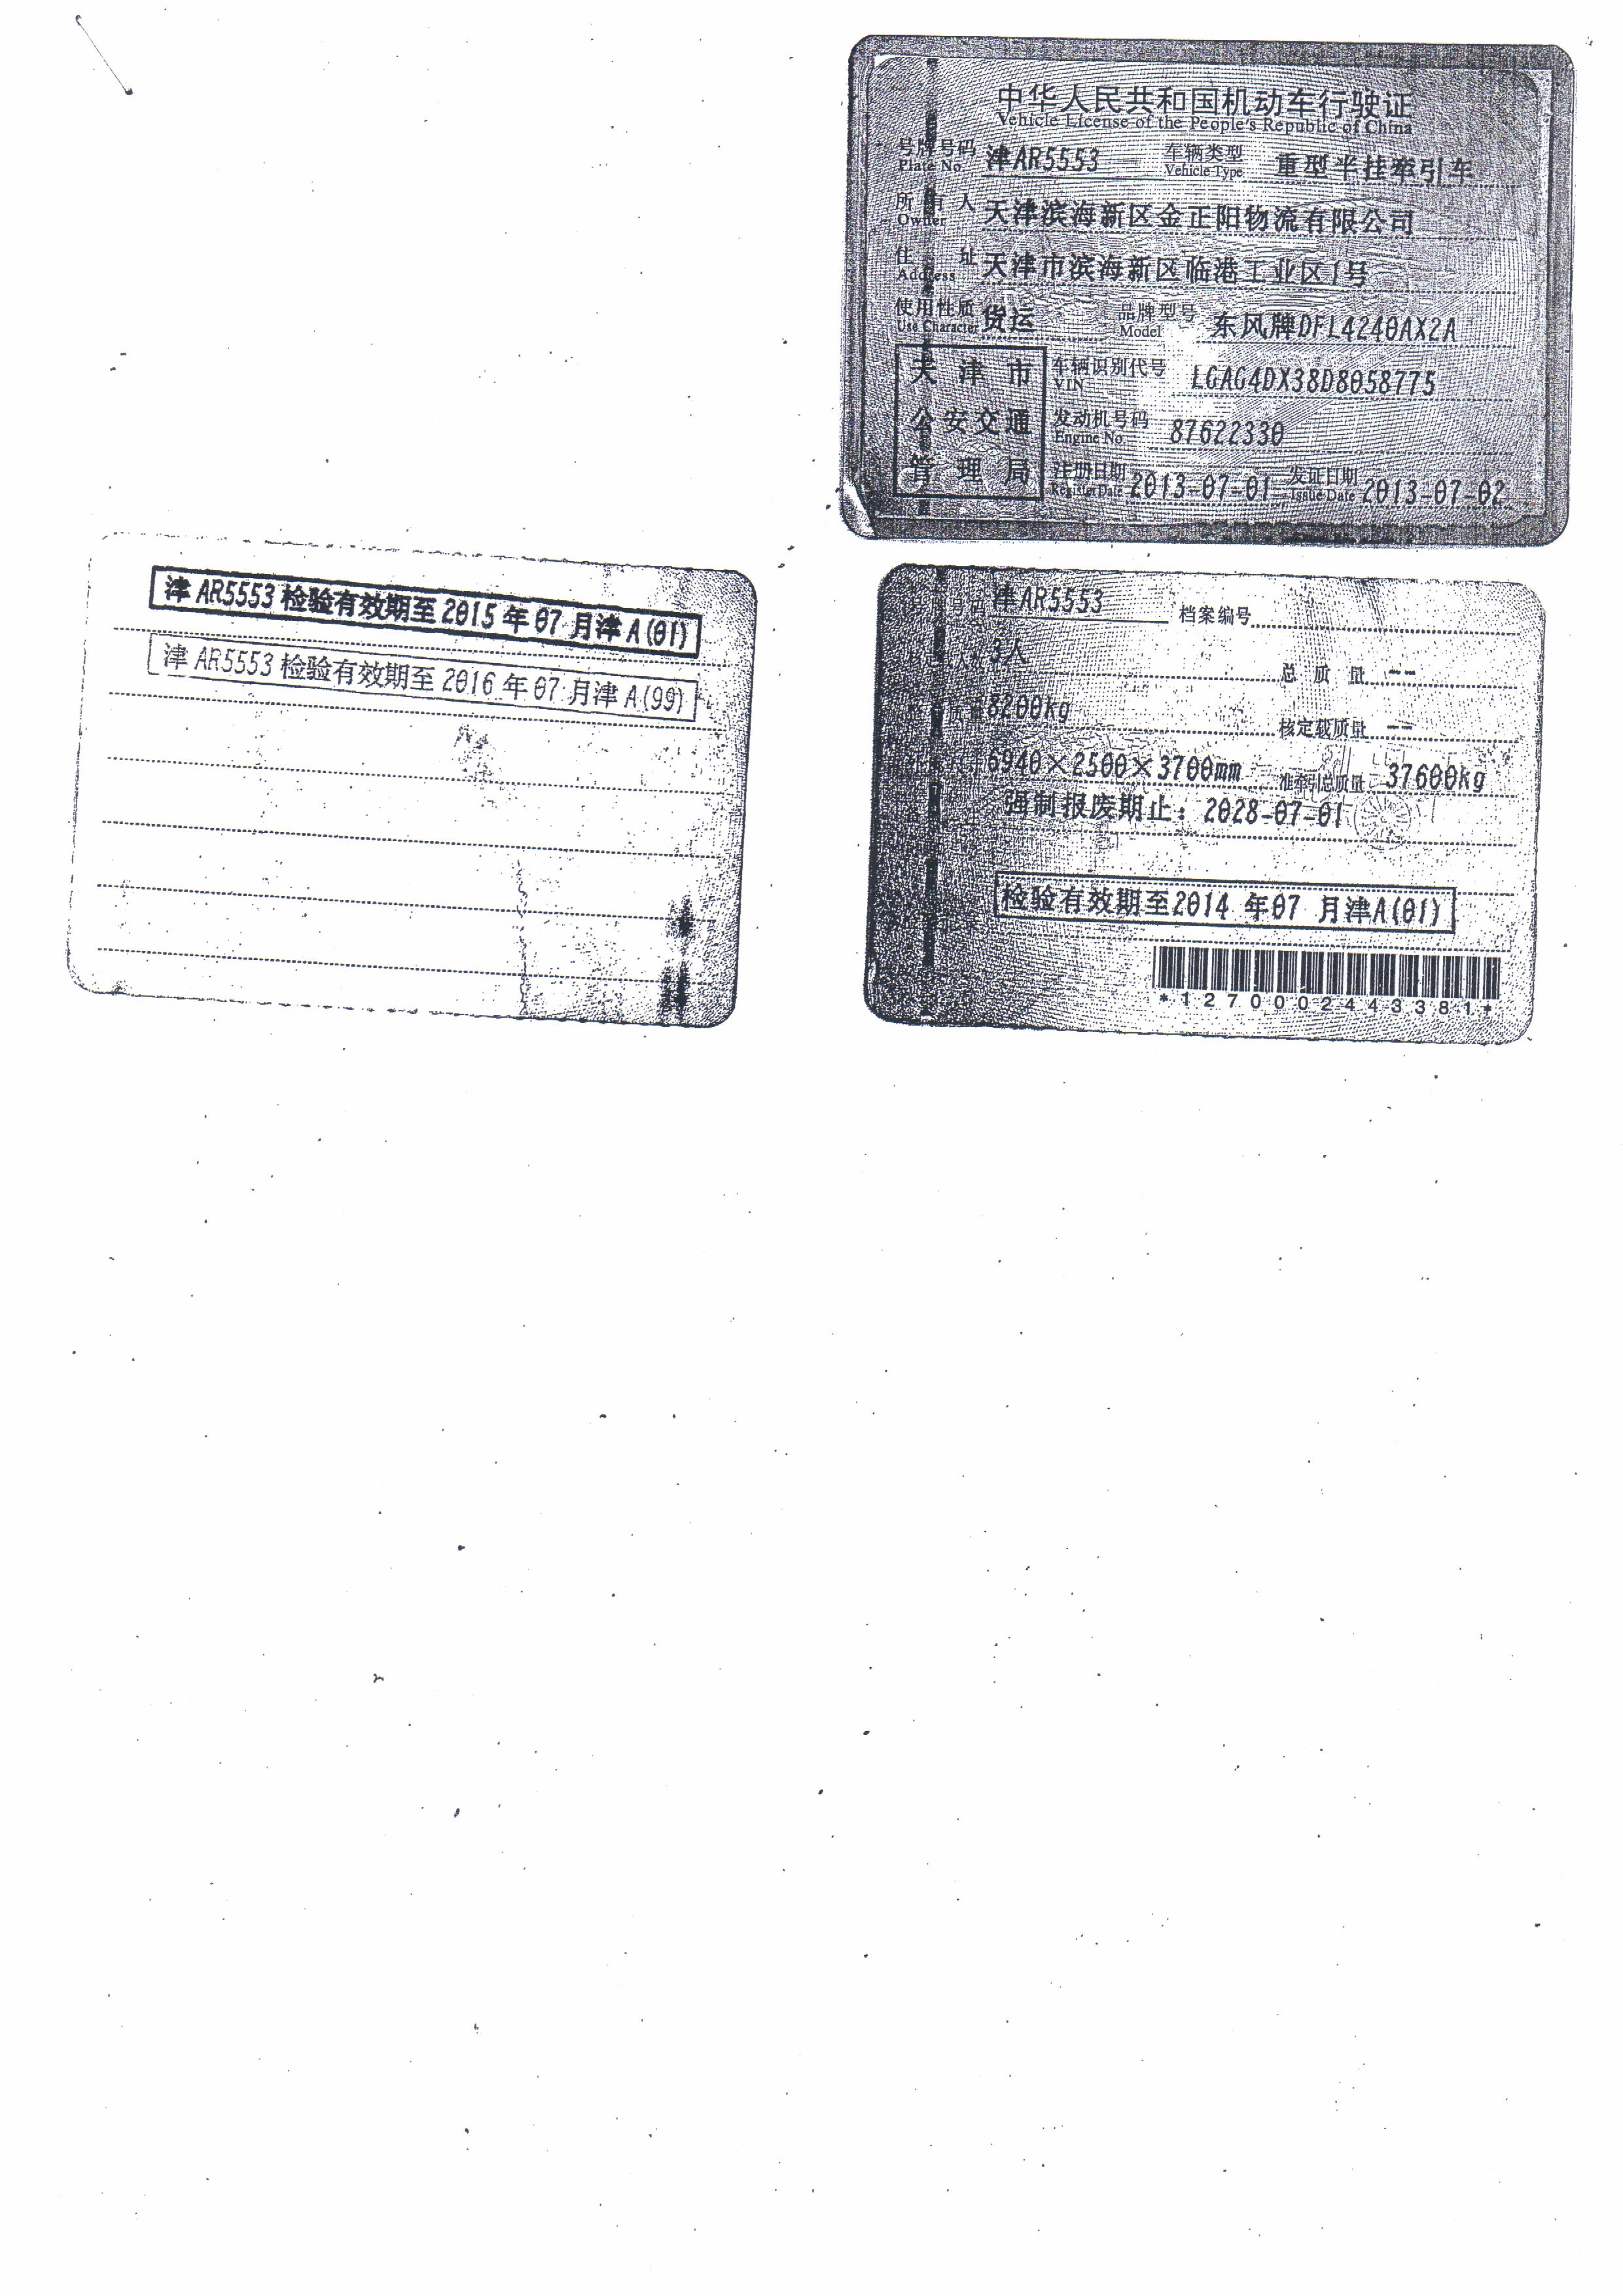 中华人民共和国机动车行驶证
Vehicle License of the People's Republic of China
号牌号码 津AR5553 车辆类型 重型半挂牵引车
Plate No. Vehicle Type
所有人 天津滨海新区金正阳物流有限公司
Owner
住址 天津市滨海新区临港工业区1号
Address
使用性质 货运 品牌型号 东风牌DFL4240AX2A
Use Character Model
天津市 车辆识别代号 LGAG4DX38D8058775
VIN
公安交通 发动机号码 87622330
Engine No.
管理局 注册日期 2013-07-01 发证日期 2013-07-02
Register Date Issue Date
津AR5553检验有效期至2015年07月津A(01)
津AR5553检验有效期至2016年07月津A(99)
号码 津AR5553 档案编号
3人 总质量 --
8200kg 核定载质量 --
6940×2500×3700mm 准牵引总质量 37600kg
强制报废期止：2028-07-01
检验有效期至2014年07月津A(01)
*1270002443381*